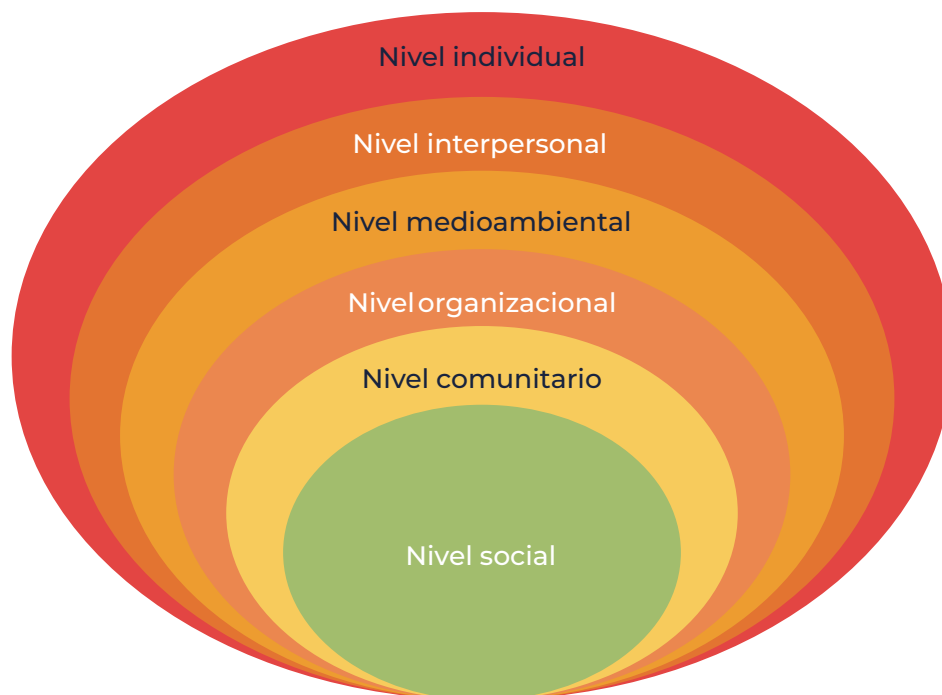 Nivel individual
Nivel interpersonal
Nivel medioambiental
Nivel organizacional
Nivel comunitario
Nivel social